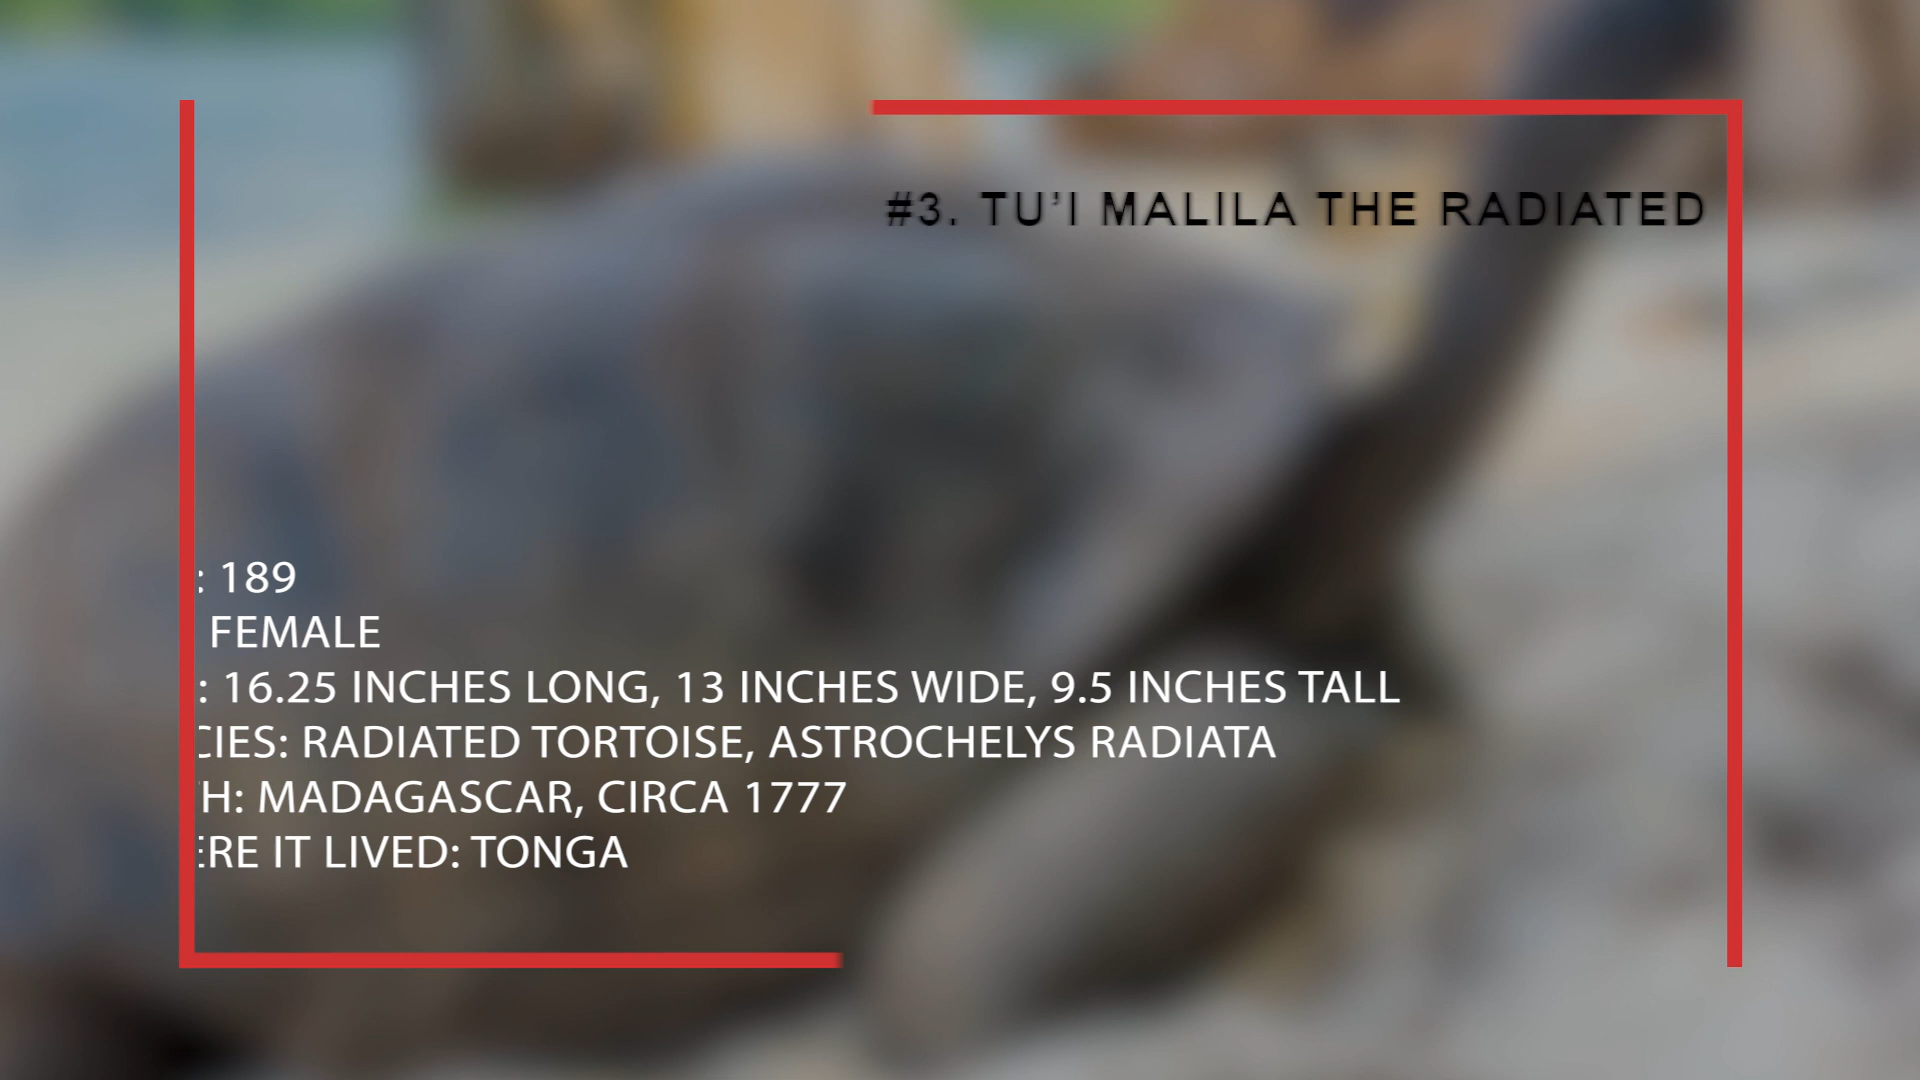 #3. TU’I MALILA THE RADIATED
: 189
FEMALE
: 16.25 INCHES LONG, 13 INCHES WIDE, 9.5 INCHES TALL
CIES: RADIATED TORTOISE, ASTROCHELYS RADIATA
H: MADAGASCAR, CIRCA 1777
ERE IT LIVED: TONGA